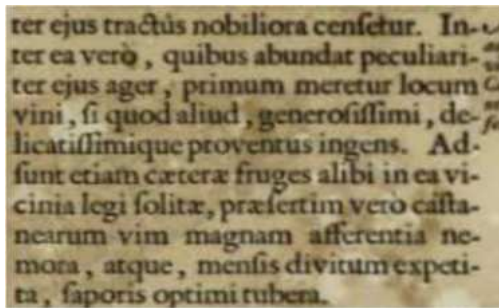 ter ejus tractûs nobiliora censetur. In-
ter ea verò, quibus abundat peculiari-
ter ejus ager, primum meretur locum
vini, si quod aliud, generosissimi, de-
licatissimique proventus ingens. Ad-
sunt etiam cæteræ fruges alibi in ea vi-
cinia legi solitæ, præsertim verò casta-
nearum vim magnam afferentia ne-
mora, atque, mensis divitum expeti-
ta, saporis optimi tubera.